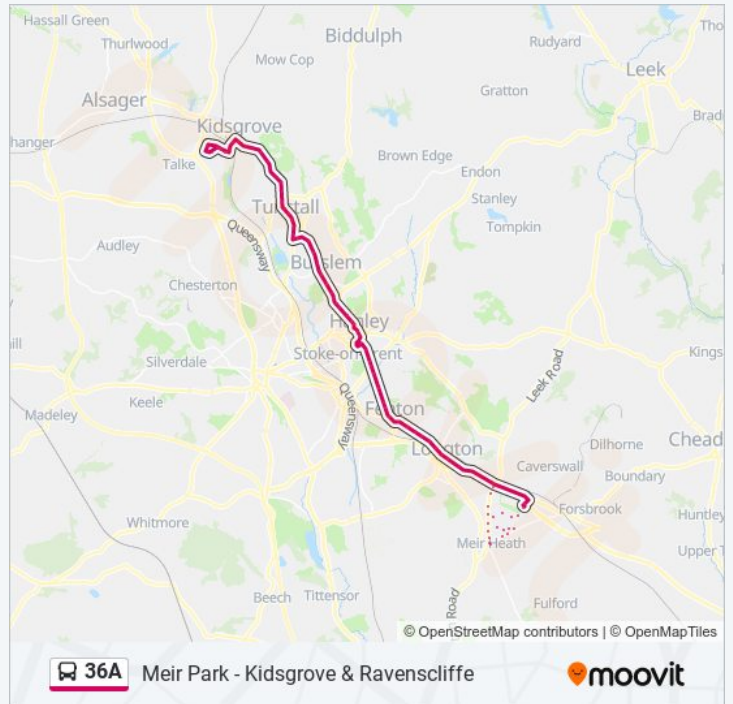 Hassall Green
Thurlwood
Biddulph
Rudyard
Tho
Mow Cop
Leek
Alsager
Gratton
Kidsgrove
Bradi
hanger
Talke
Brown Edge
Endon
Stanley
Tunstall
Tompkin
Queensway
Audley
Burslem
Chesterton
Hanley
ill
Stoke-on-Trent
Kings
Silverdale
Leek Road
Keele
Queensway
Fenton
Madeley
Longton
Dilhorne
Chead
Caverswall
Boundary
Forsbrook
Huntley
Whitmore
Meir Heath
Upper T
Beech
Tittensor
n Road
Fulford
© OpenStreetMap contributors | © OpenMapTiles
36A Meir Park - Kidsgrove & Ravenscliffe
moovit